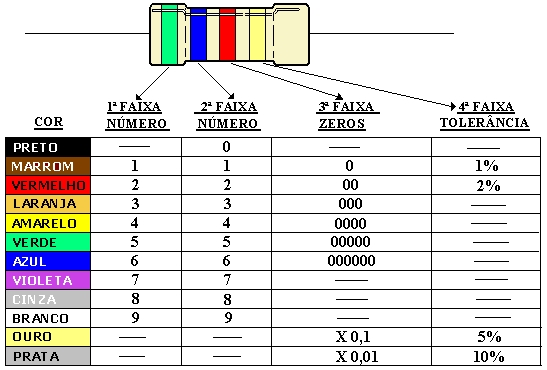 COR 1ª FAIXA NÚMERO 2ª FAIXA NÚMERO 3ª FAIXA ZEROS 4ª FAIXA TOLERÂNCIA
PRETO —— 0 —— ——
MARROM 1 1 0 1%
VERMELHO 2 2 00 2%
LARANJA 3 3 000 ——
AMARELO 4 4 0000 ——
VERDE 5 5 00000 ——
AZUL 6 6 000000 ——
VIOLETA 7 7 —— ——
CINZA 8 8 —— ——
BRANCO 9 9 —— ——
OURO —— —— X 0,1 5%
PRATA —— —— X 0,01 10%